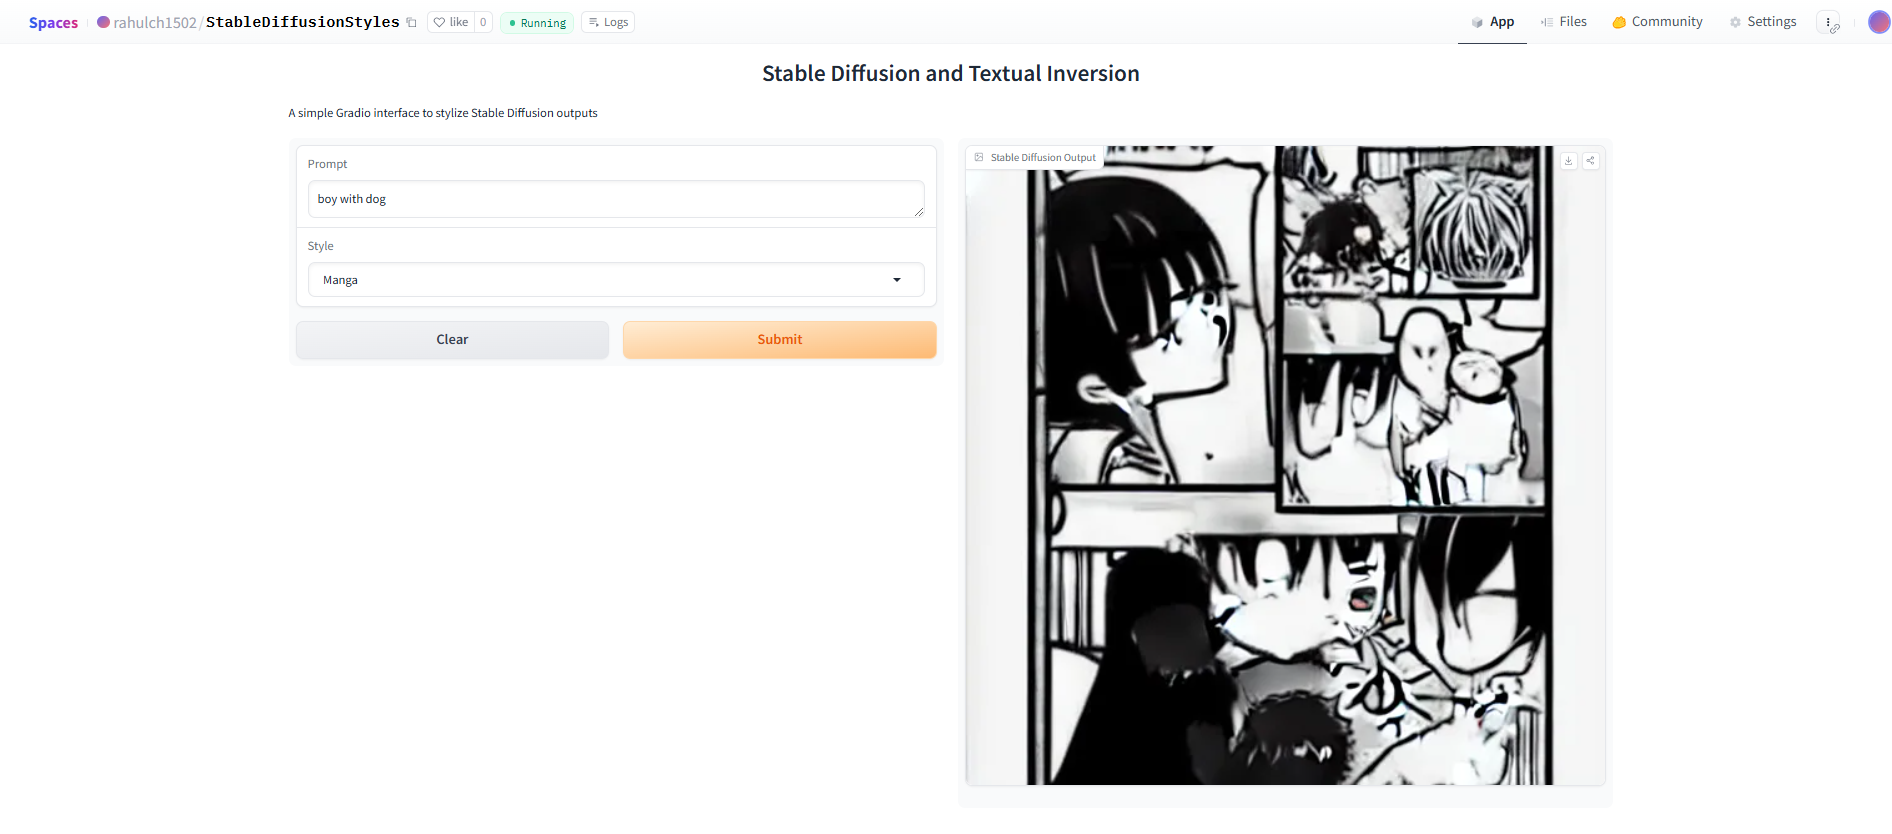 Spaces rahulch1502/StableDiffusionStyles like 0 Running Logs App Files Community Settings
Stable Diffusion and Textual Inversion
A simple Gradio interface to stylize Stable Diffusion outputs
Prompt
boy with dog
Style
Manga
Clear Submit
Stable Diffusion Output